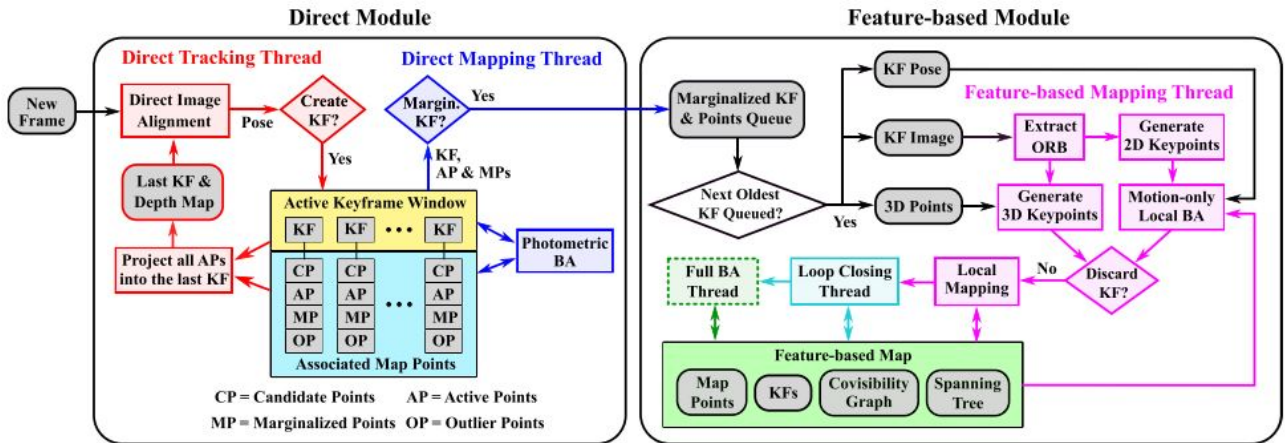 Direct Module
Direct Tracking Thread
Direct Mapping Thread
New
Frame
Direct Image
Alignment
Pose
Create
KF?
Yes
Margin.
KF?
Yes
KF,
AP & MPs
Last KF &
Depth Map
Project all APs
into the last KF
Active Keyframe Window
KF KF ••• KF
CP CP CP
AP AP AP
MP MP ••• MP
OP OP OP
Associated Map Points
Photometric
BA
CP = Candidate Points AP = Active Points
MP = Marginalized Points OP = Outlier Points
Feature-based Module
Marginalized KF
& Points Queue
Next Oldest
KF Queued?
Yes
KF Pose
KF Image
3D Points
Feature-based Mapping Thread
Extract
ORB
Generate
2D Keypoints
Generate
3D Keypoints
Motion-only
Local BA
Discard
KF?
No
Local
Mapping
Loop Closing
Thread
Full BA
Thread
Feature-based Map
Map
Points
KFs
Covisibility
Graph
Spanning
Tree